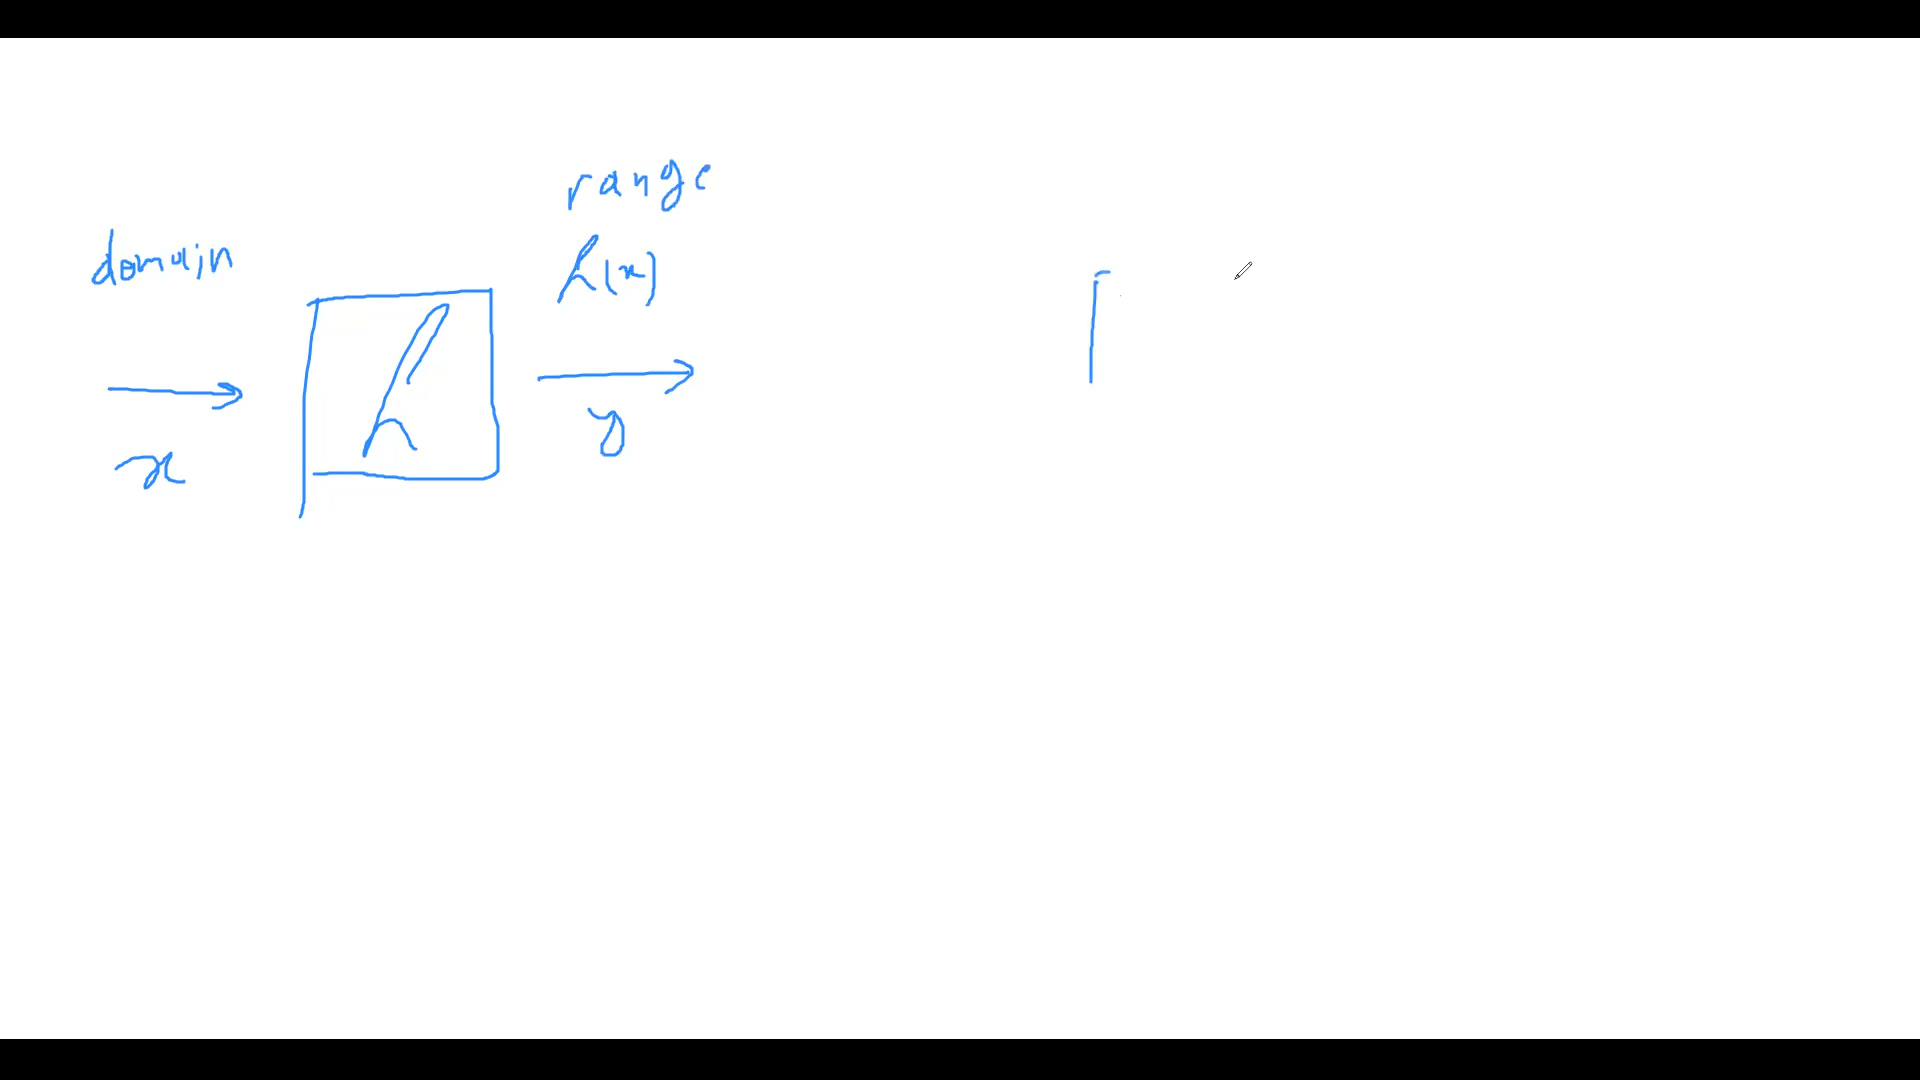 range
domain
h(x)
h
x
y